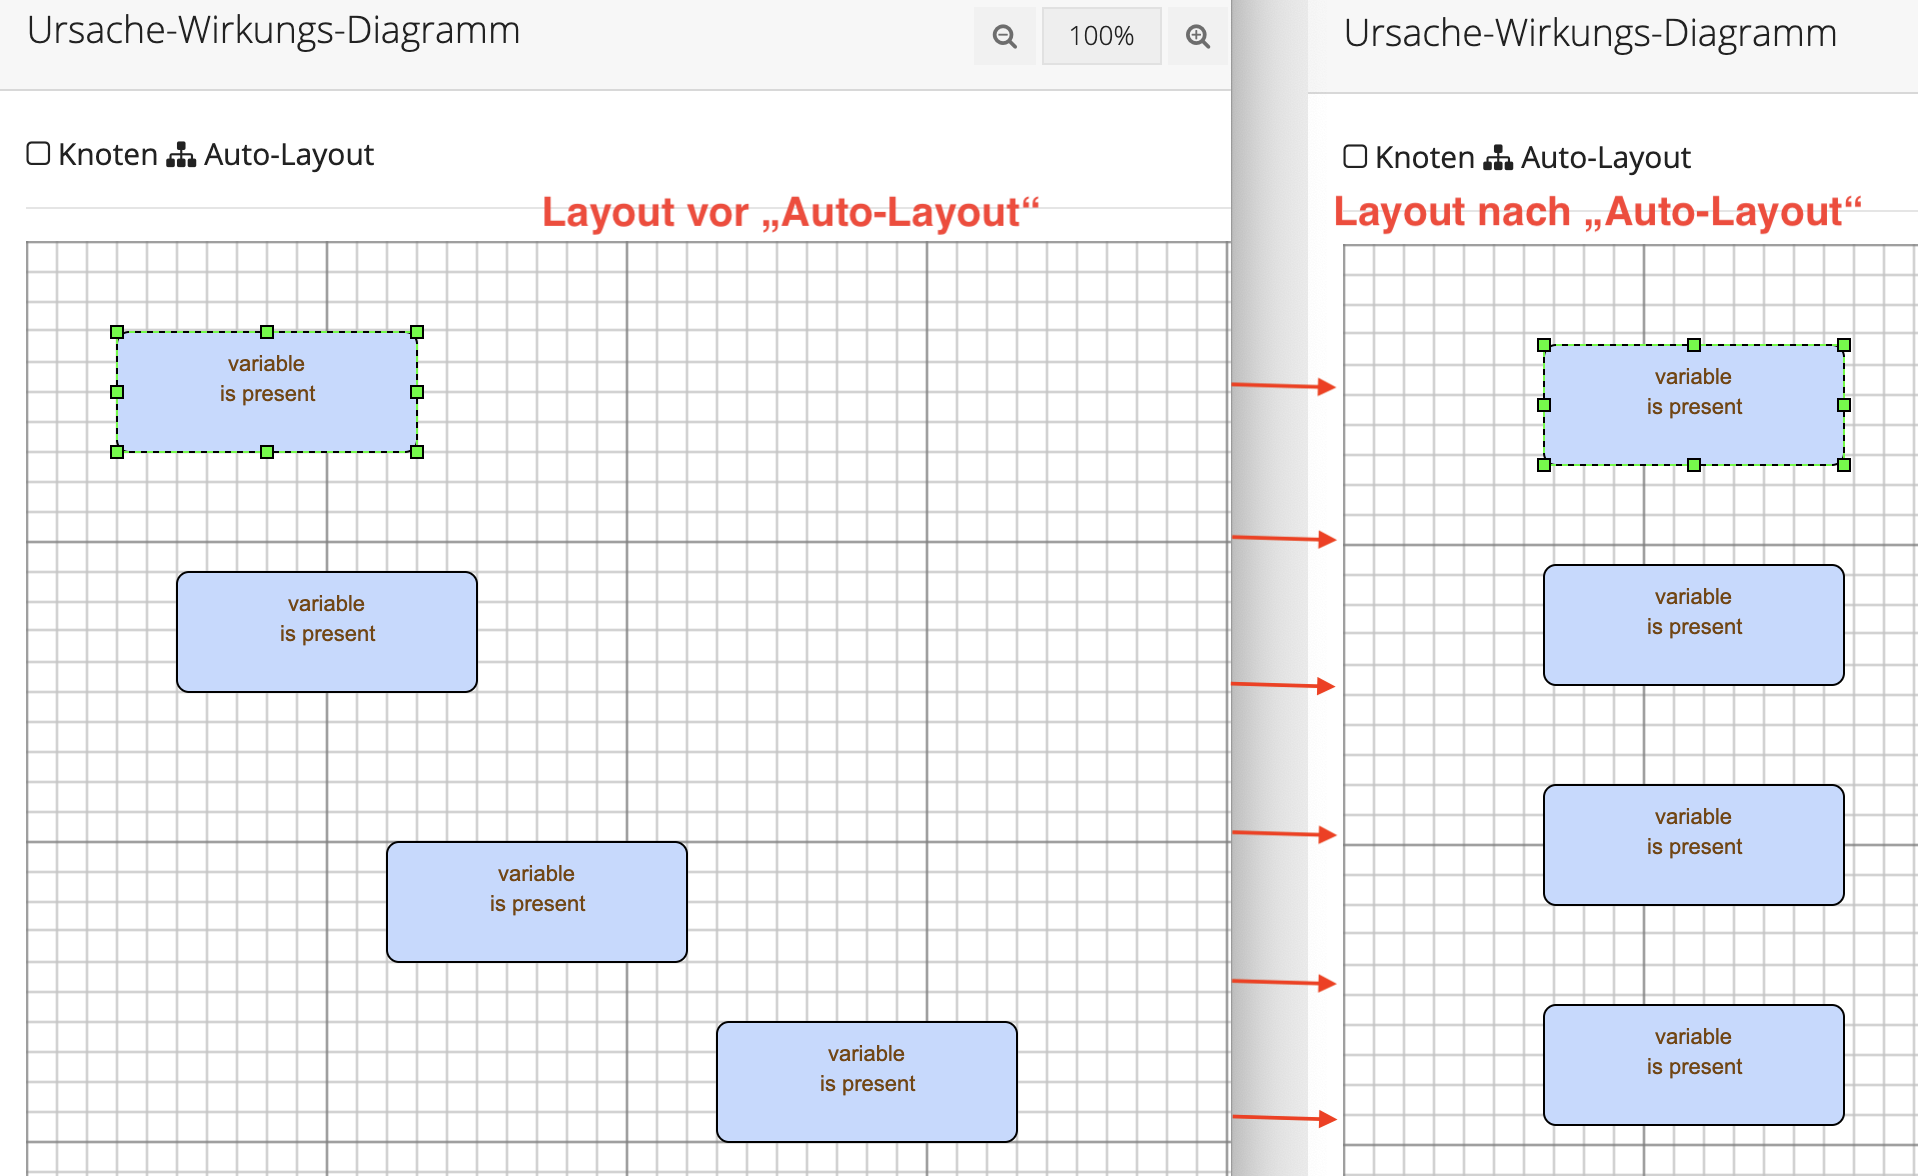 Ursache-Wirkungs-Diagramm
100%
Knoten Auto-Layout
Layout vor „Auto-Layout“
variable
is present
variable
is present
variable
is present
variable
is present
Ursache-Wirkungs-Diagramm
Knoten Auto-Layout
Layout nach „Auto-Layout“
variable
is present
variable
is present
variable
is present
variable
is present